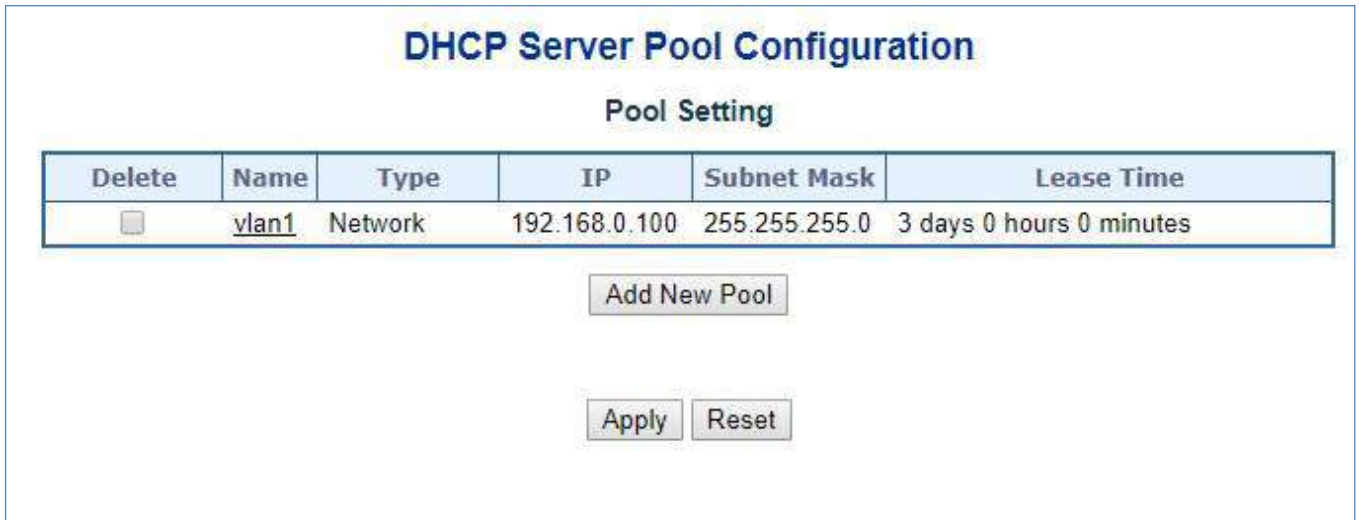 DHCP Server Pool Configuration
Pool Setting
Delete Name Type IP Subnet Mask Lease Time
vlan1 Network 192.168.0.100 255.255.255.0 3 days 0 hours 0 minutes
Add New Pool
Apply Reset